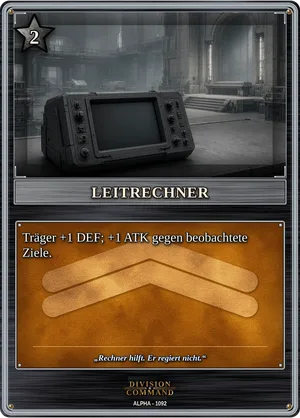 2
LEITRECHNER
Träger +1 DEF; +1 ATK gegen beobachtete
Ziele.
„Rechner hilft. Er regiert nicht.“
DIVISION
COMMAND
ALPHA - 1092